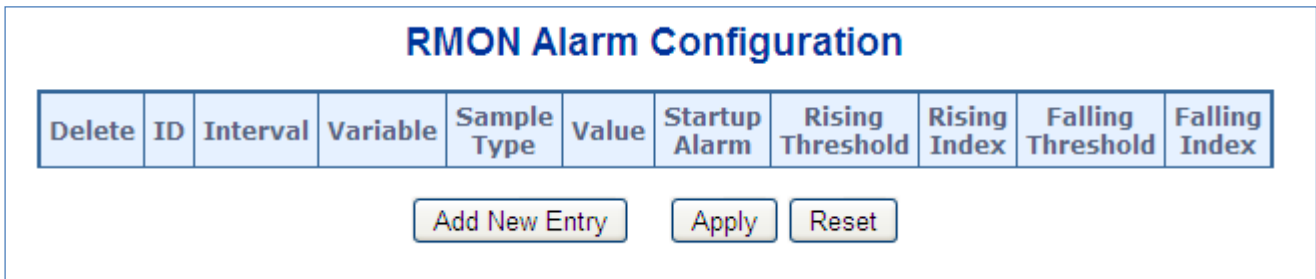 RMON Alarm Configuration
Delete ID Interval Variable Sample Type Value Startup Alarm Rising Threshold Rising Index Falling Threshold Falling Index
Add New Entry Apply Reset